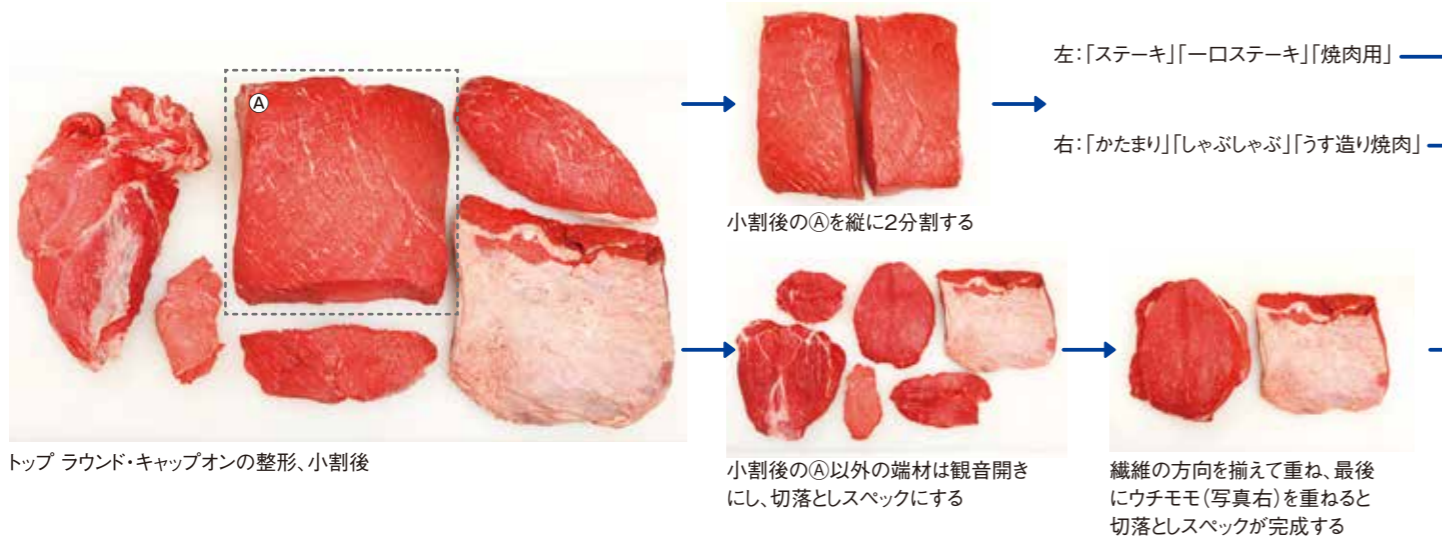 Ⓐ
左:「ステーキ」「一口ステーキ」「焼肉用」
右:「かたまり」「しゃぶしゃぶ」「うす造り焼肉」
小割後のⒶを縦に2分割する
トップ ラウンド・キャップオンの整形、小割後
小割後のⒶ以外の端材は観音開き
にし、切落としスペックにする
繊維の方向を揃えて重ね、最後
にウチモモ(写真右)を重ねると
切落としスペックが完成する